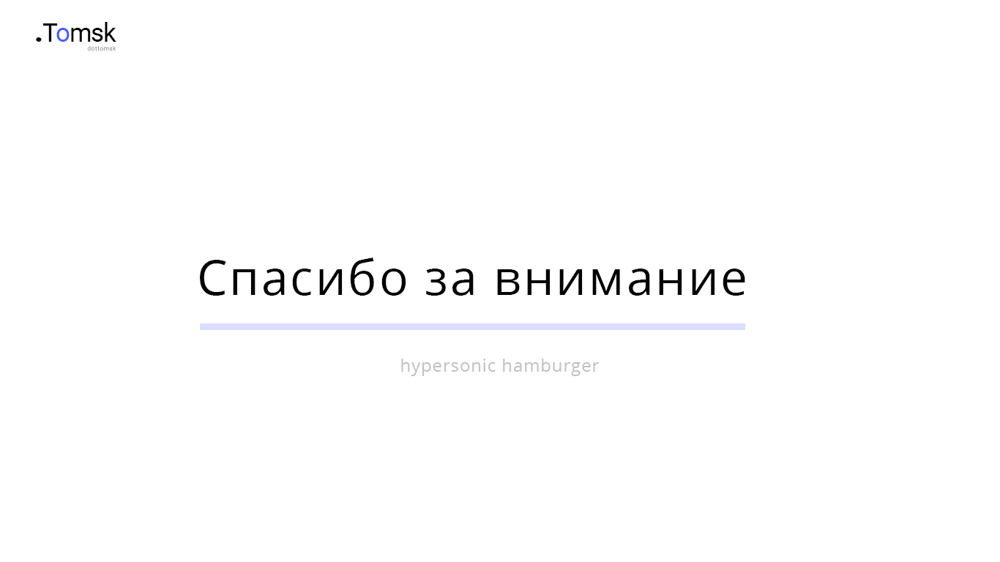 .Tomsk
dottomsk
Спасибо за внимание
hypersonic hamburger